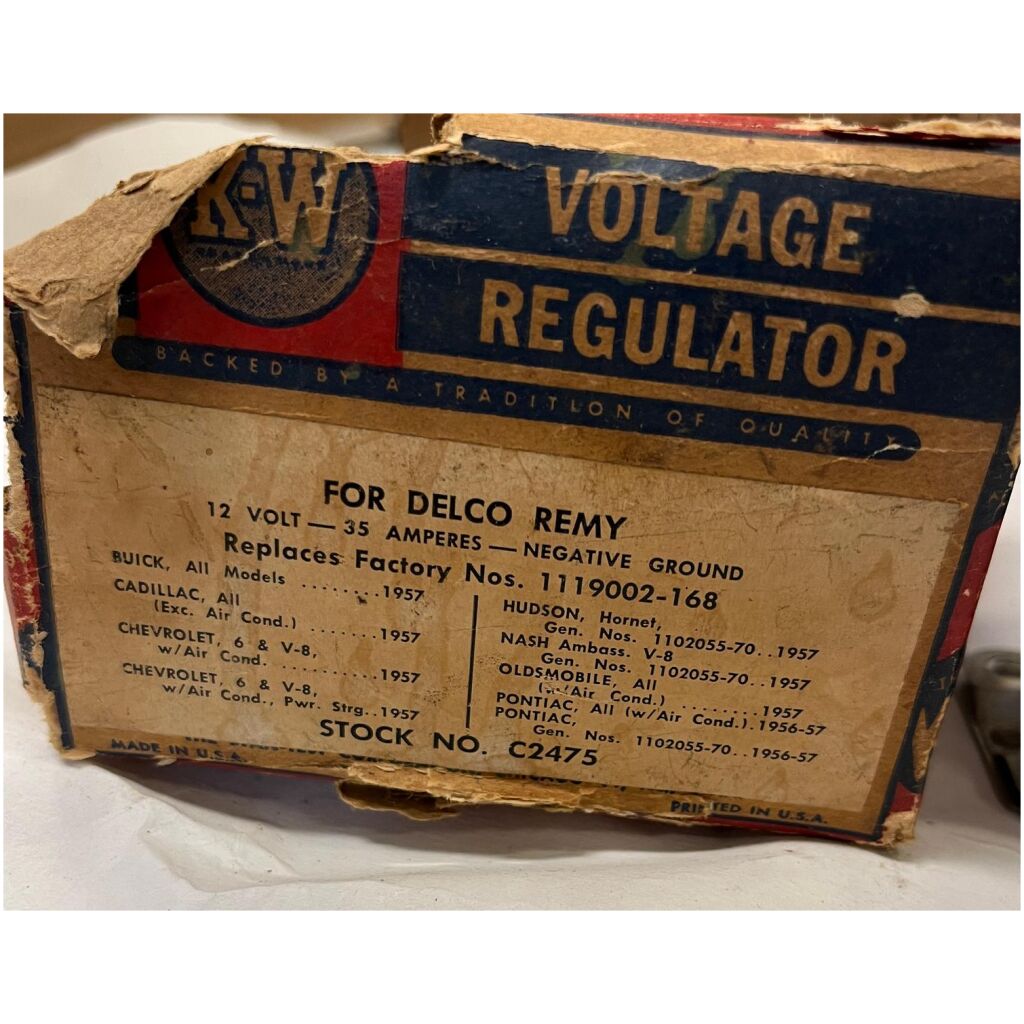 K-W
VOLTAGE
REGULATOR
BACKED BY A TRADITION OF QUALITY
FOR DELCO REMY
12 VOLT — 35 AMPERES — NEGATIVE GROUND
Replaces Factory Nos. 1119002-168
BUICK, All Models ........1957
CADILLAC, All
(Exc. Air Cond.) ........1957
CHEVROLET, 6 & V-8,
w/Air Cond. ...........1957
CHEVROLET, 6 & V-8,
w/Air Cond., Pwr. Strg..1957
HUDSON, Hornet,
Gen. Nos. 1102055-70..1957
NASH Ambass. V-8
Gen. Nos. 1102055-70..1957
OLDSMOBILE, All
(w/Air Cond.) ..........1957
PONTIAC, All (w/Air Cond.).1956-57
PONTIAC,
Gen. Nos. 1102055-70..1956-57
STOCK NO. C2475
MADE IN U.S.A.
PRINTED IN U.S.A.